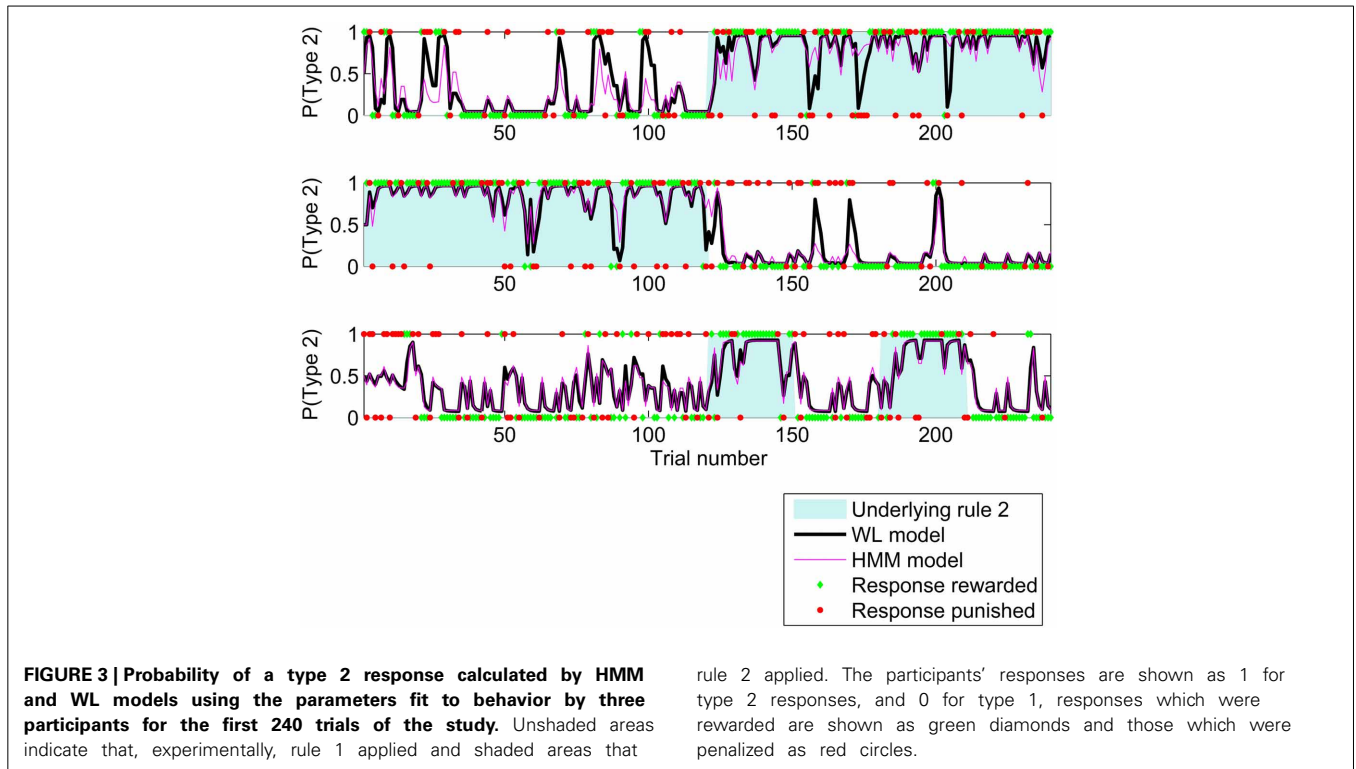 P(Type 2)
1
0.5
0
50
100
150
200
P(Type 2)
1
0.5
0
50
100
150
200
P(Type 2)
1
0.5
0
50
100
150
200
Trial number
Underlying rule 2
WL model
HMM model
Response rewarded
Response punished
FIGURE 3 | Probability of a type 2 response calculated by HMM
and WL models using the parameters fit to behavior by three
participants for the first 240 trials of the study. Unshaded areas
indicate that, experimentally, rule 1 applied and shaded areas that
rule 2 applied. The participants' responses are shown as 1 for
type 2 responses, and 0 for type 1, responses which were
rewarded are shown as green diamonds and those which were
penalized as red circles.